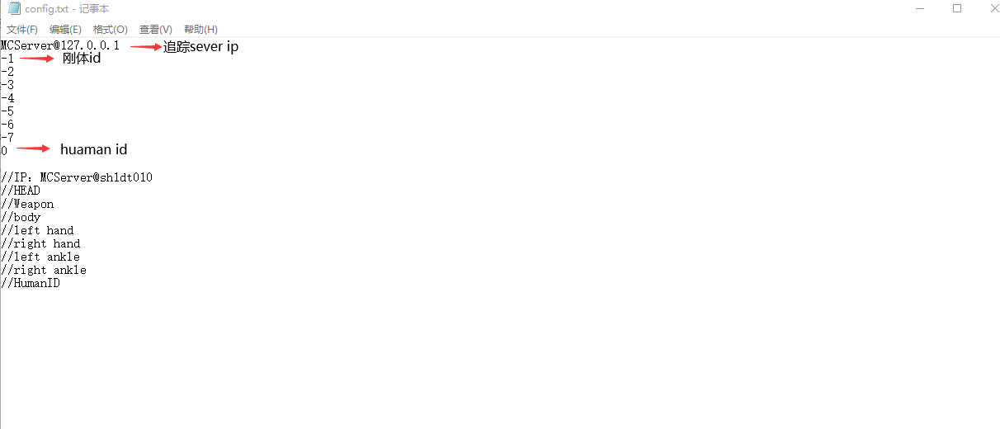 config.txt - 记事本
文件(F) 编辑(E) 格式(O) 查看(V) 帮助(H)
MCServer@127.0.0.1 追踪sever ip
-1 刚体id
-2
-3
-4
-5
-6
-7
0 huaman id
//IP: MCServer@shldt010
//HEAD
//Weapon
//body
//left hand
//right hand
//left ankle
//right ankle
//HumanID